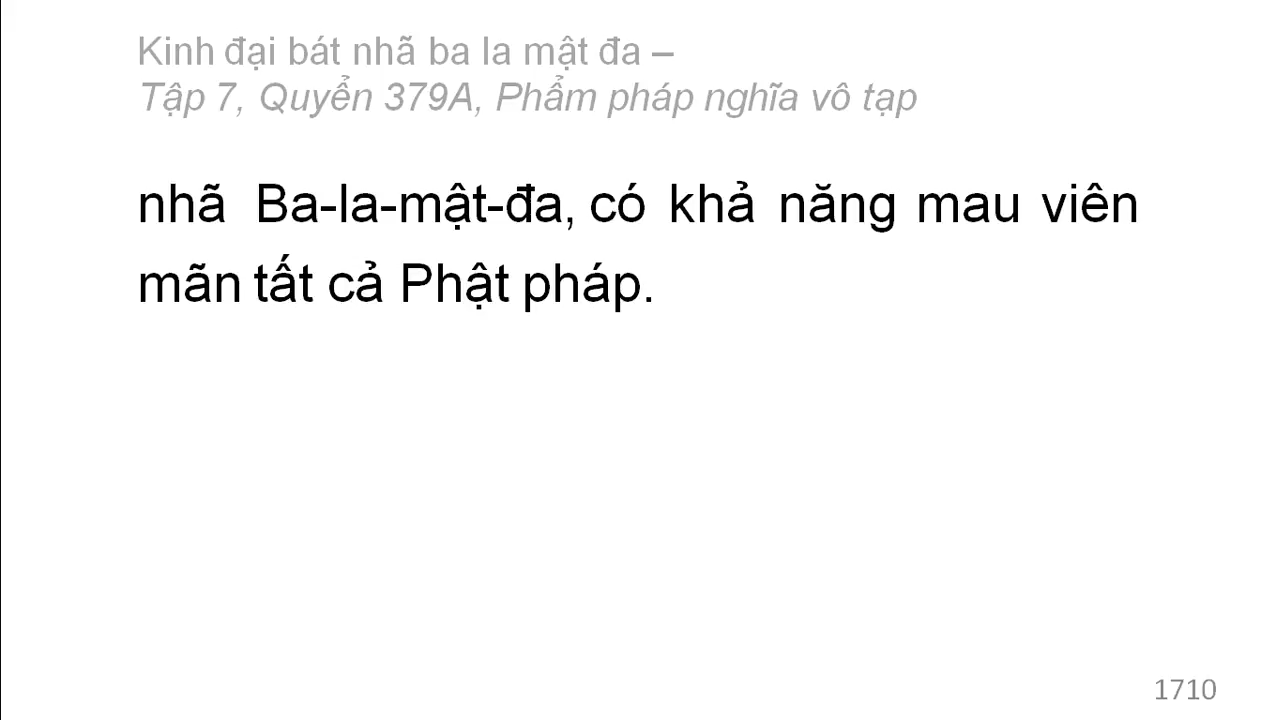 Kinh đại bát nhã ba la mật đa –
Tập 7, Quyển 379A, Phẩm pháp nghĩa vô tạp
nhã Ba-la-mật-đa, có khả năng mau viên
mãn tất cả Phật pháp.
1710